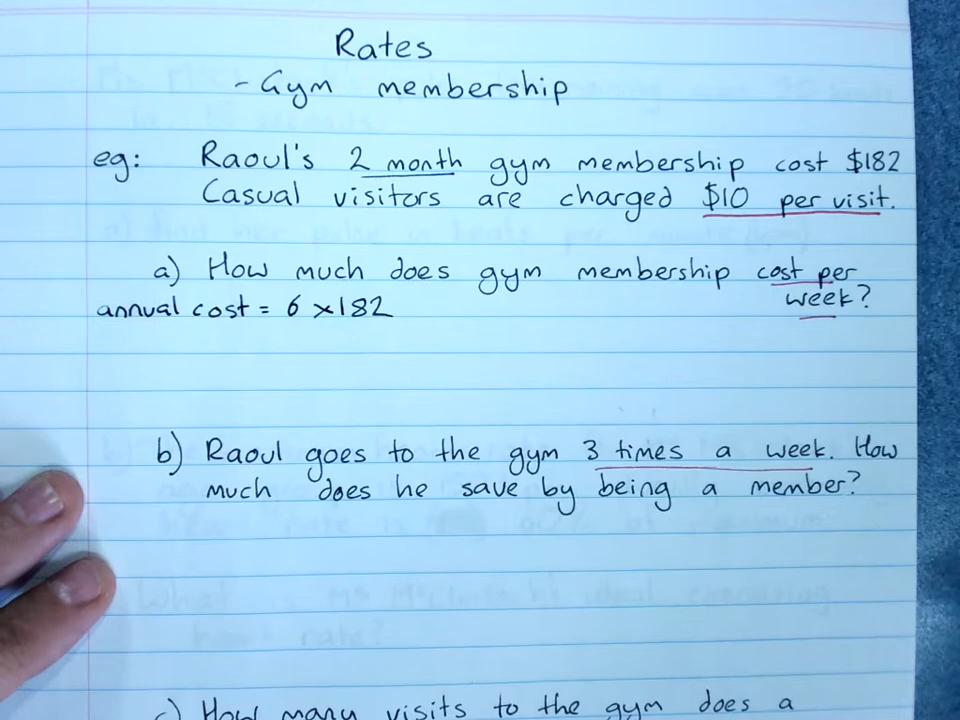 Rates
- Gym membership
eg: Raoul's 2 month gym membership cost $182
Casual visitors are charged $10 per visit.
a) How much does gym membership cost per
week?
annual cost = 6 × 182
b) Raoul goes to the gym 3 times a week. How
much does he save by being a member?
c) How many visits to the gym does a